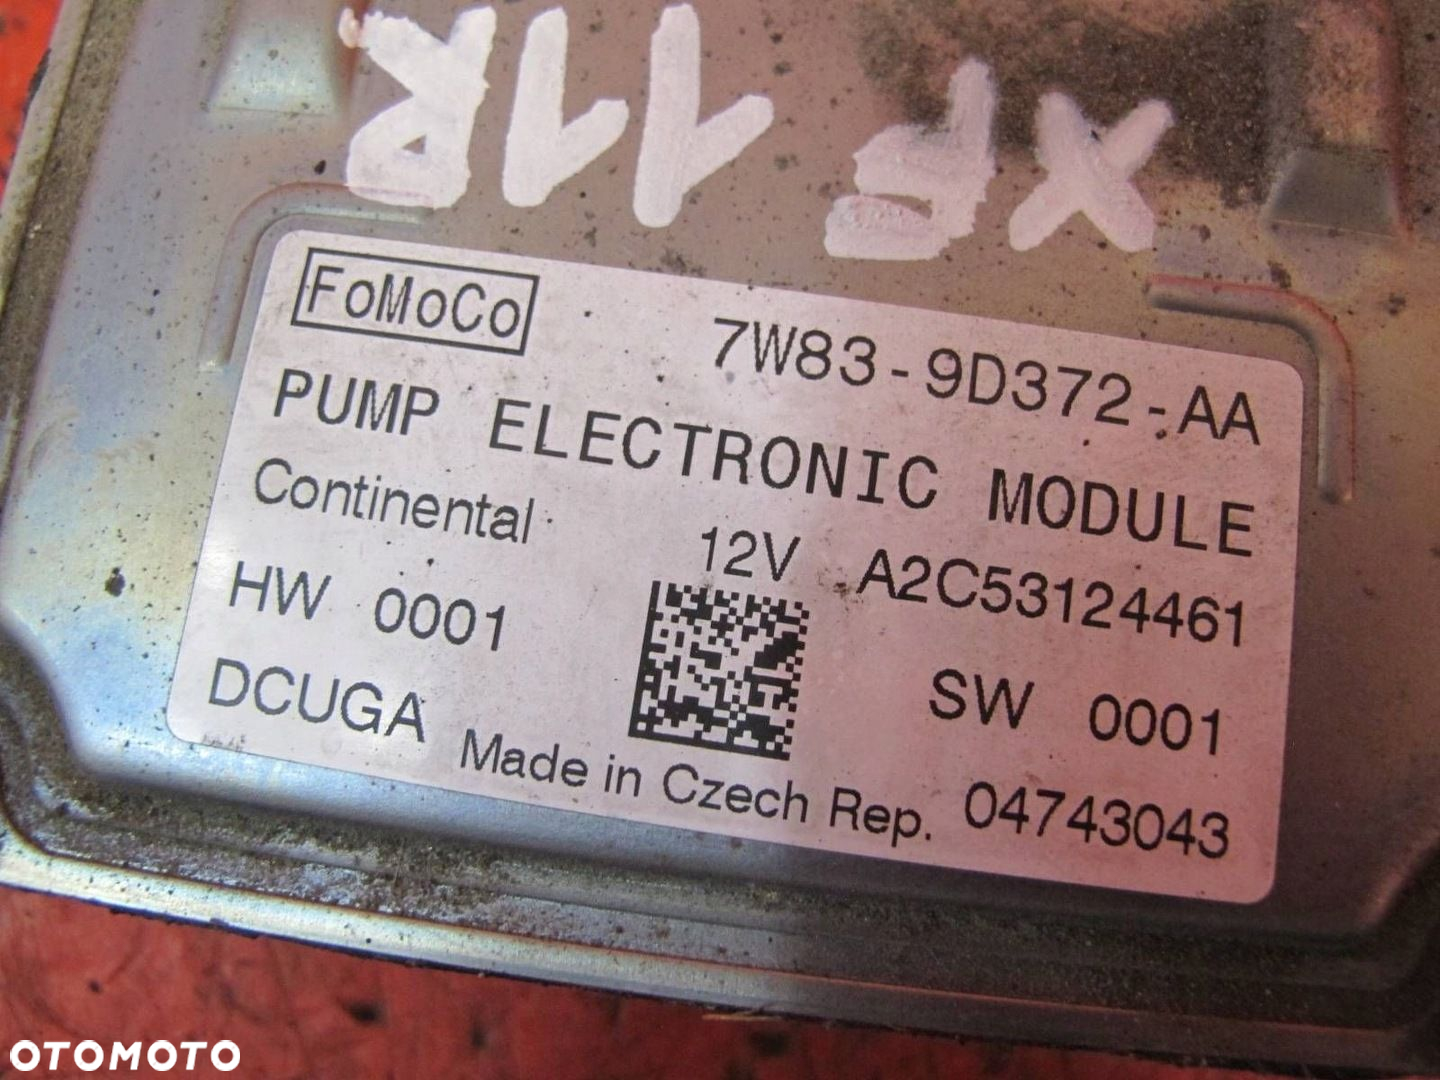 XF 11R
FoMoCo 7W83-9D372-AA
PUMP ELECTRONIC MODULE
Continental 12V A2C53124461
HW 0001 SW 0001
DCUGA Made in Czech Rep. 04743043
OTOMOTO